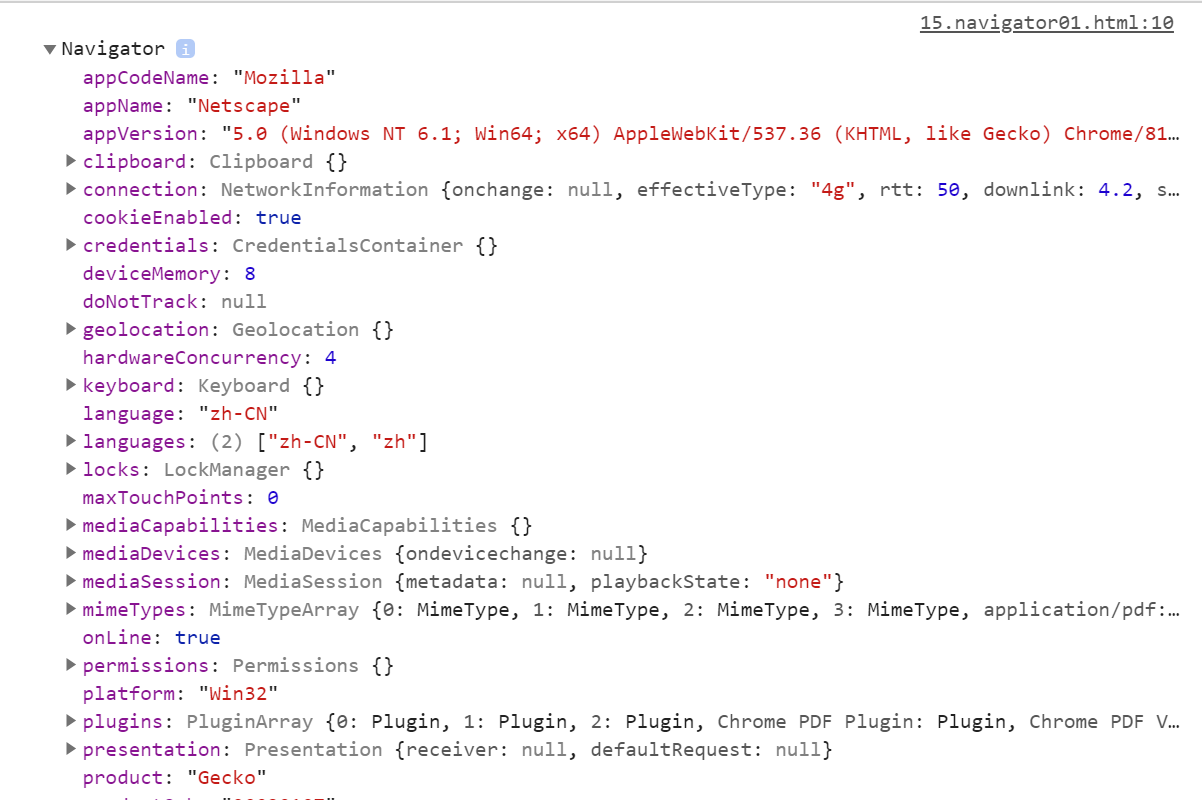 15.navigator01.html:10
Navigator i
appCodeName: "Mozilla"
appName: "Netscape"
appVersion: "5.0 (Windows NT 6.1; Win64; x64) AppleWebKit/537.36 (KHTML, like Gecko) Chrome/81…
clipboard: Clipboard {}
connection: NetworkInformation {onchange: null, effectiveType: "4g", rtt: 50, downlink: 4.2, s…
cookieEnabled: true
credentials: CredentialsContainer {}
deviceMemory: 8
doNotTrack: null
geolocation: Geolocation {}
hardwareConcurrency: 4
keyboard: Keyboard {}
language: "zh-CN"
languages: (2) ["zh-CN", "zh"]
locks: LockManager {}
maxTouchPoints: 0
mediaCapabilities: MediaCapabilities {}
mediaDevices: MediaDevices {ondevicechange: null}
mediaSession: MediaSession {metadata: null, playbackState: "none"}
mimeTypes: MimeTypeArray {0: MimeType, 1: MimeType, 2: MimeType, 3: MimeType, application/pdf:…
onLine: true
permissions: Permissions {}
platform: "Win32"
plugins: PluginArray {0: Plugin, 1: Plugin, 2: Plugin, Chrome PDF Plugin: Plugin, Chrome PDF V…
presentation: Presentation {receiver: null, defaultRequest: null}
product: "Gecko"